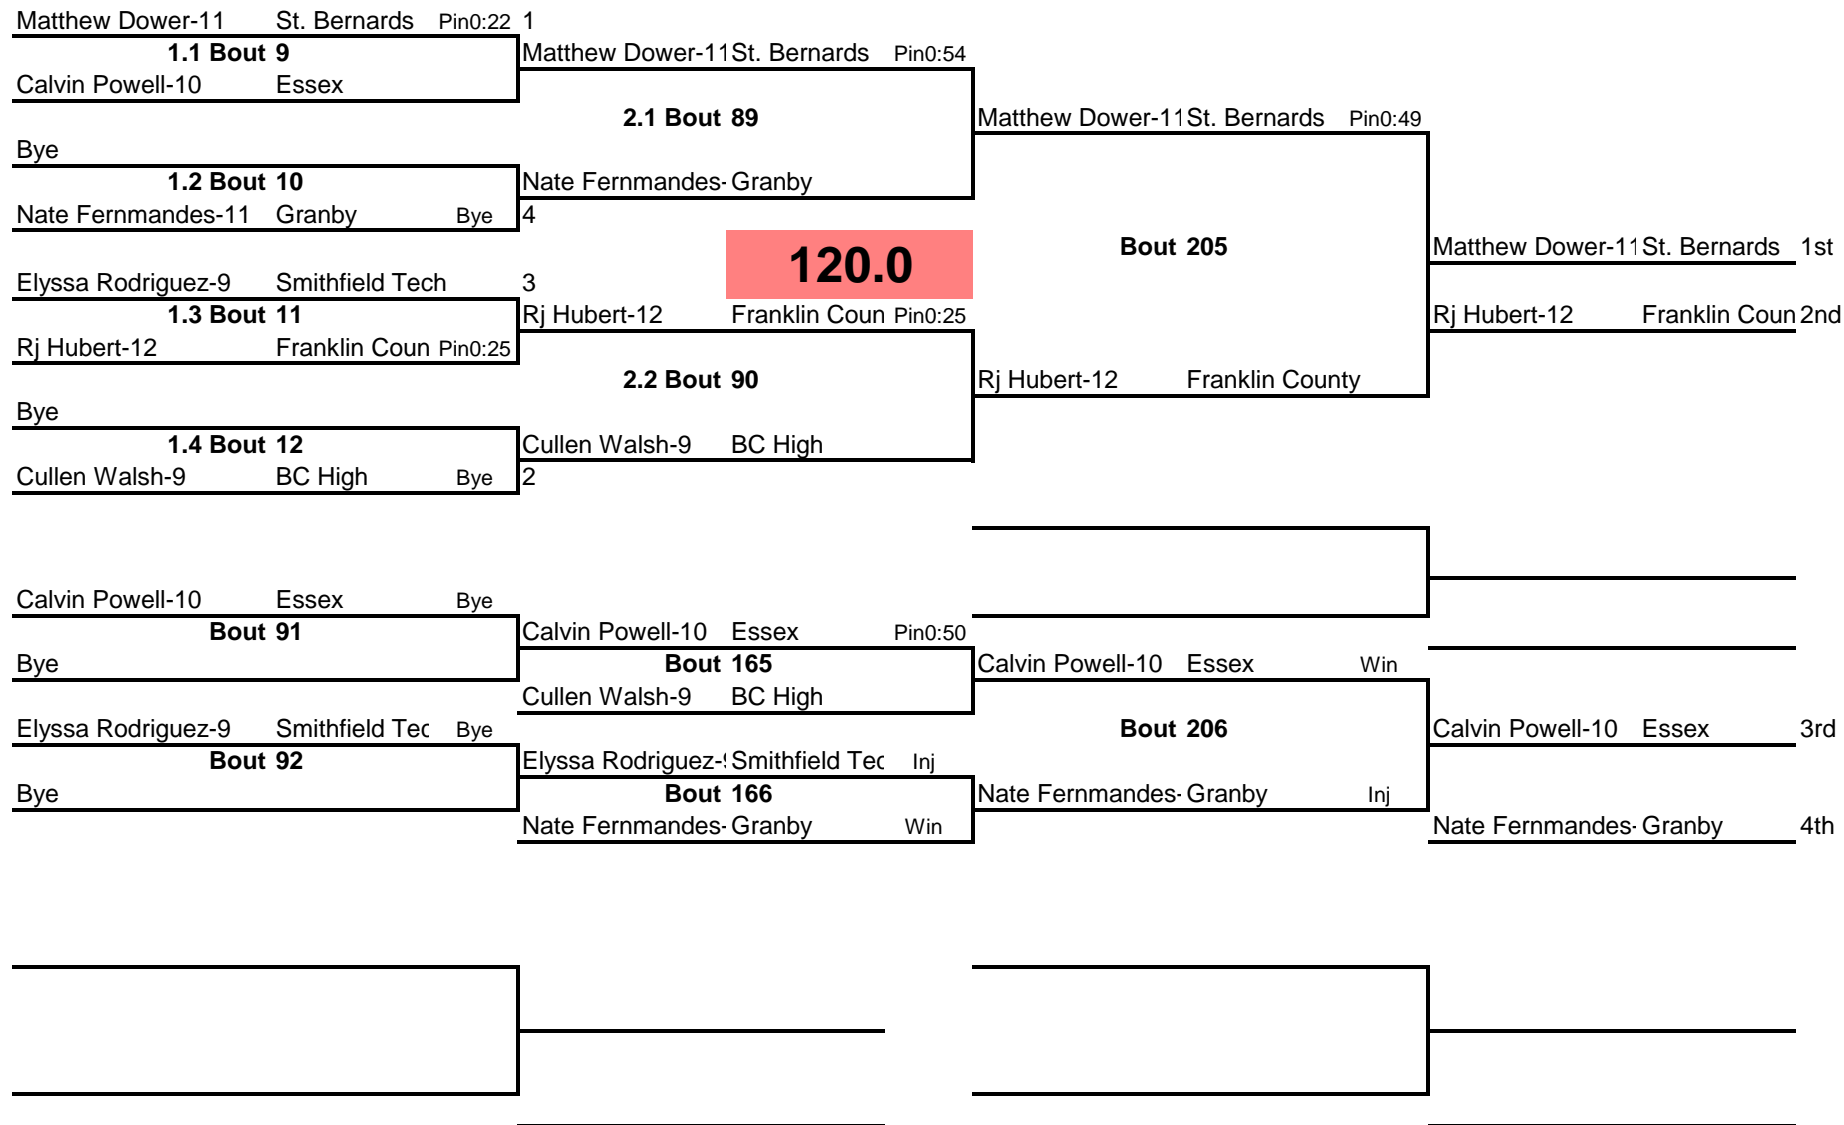 Matthew Dower-11 St. Bernards Pin0:22 1
1.1 Bout 9
Matthew Dower-11 St. Bernards Pin0:54
Calvin Powell-10 Essex
2.1 Bout 89
Matthew Dower-11 St. Bernards Pin0:49
Bye
1.2 Bout 10
Nate Fernmandes- Granby
Nate Fernmandes-11 Granby Bye 4
120.0
Bout 205
Matthew Dower-11 St. Bernards 1st
Elyssa Rodriguez-9 Smithfield Tech 3
1.3 Bout 11
Rj Hubert-12 Franklin Coun Pin0:25
Rj Hubert-12 Franklin Coun 2nd
Rj Hubert-12 Franklin Coun Pin0:25
2.2 Bout 90
Rj Hubert-12 Franklin County
Bye
1.4 Bout 12
Cullen Walsh-9 BC High
Cullen Walsh-9 BC High Bye 2
Calvin Powell-10 Essex Bye
Bout 91
Calvin Powell-10 Essex Pin0:50
Bye
Bout 165
Calvin Powell-10 Essex Win
Cullen Walsh-9 BC High
Elyssa Rodriguez-9 Smithfield Tec Bye
Bout 206
Calvin Powell-10 Essex 3rd
Bout 92
Elyssa Rodriguez- Smithfield Tec Inj
Bye
Bout 166
Nate Fernmandes- Granby Inj
Nate Fernmandes- Granby Win
Nate Fernmandes- Granby 4th